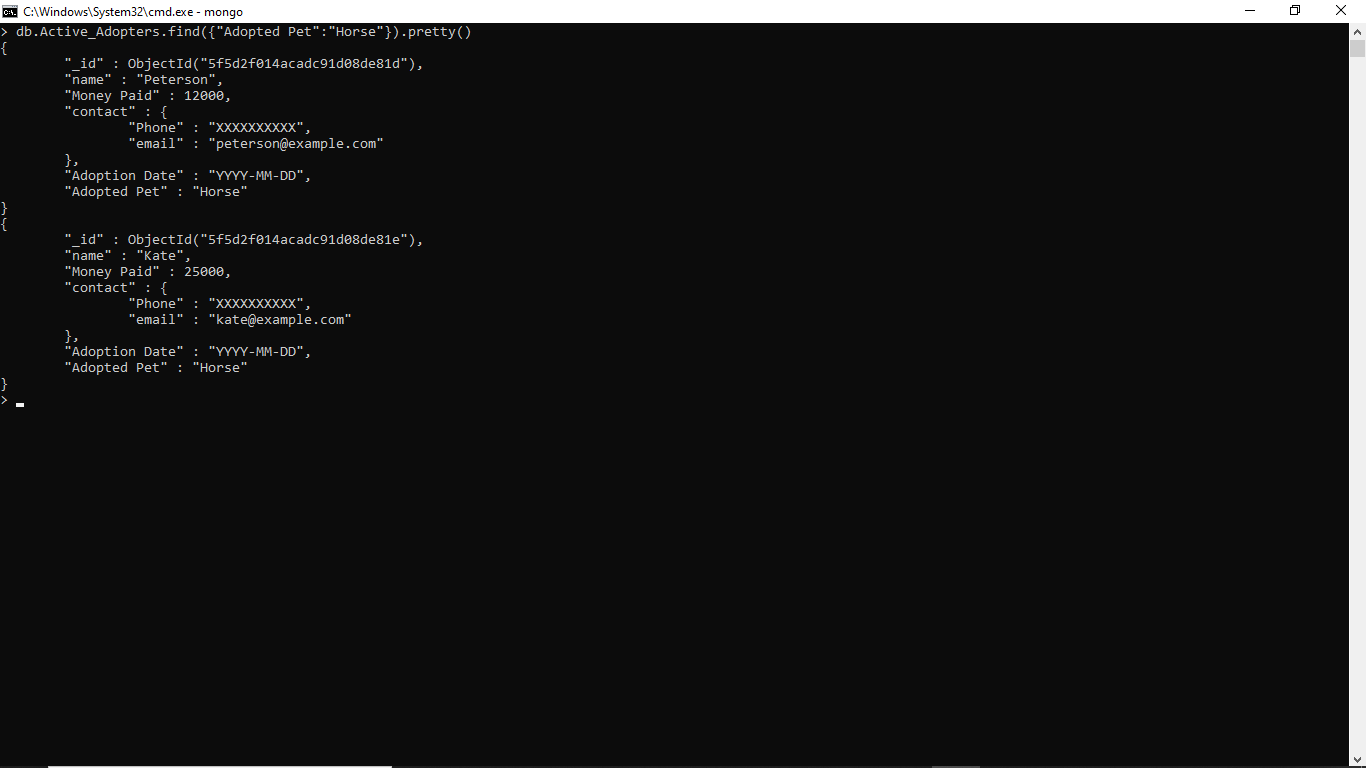 C:\Windows\System32\cmd.exe - mongo
> db.Active_Adopters.find({"Adopted Pet":"Horse"}).pretty()
{
        "_id" : ObjectId("5f5d2f014acadc91d08de81d"),
        "name" : "Peterson",
        "Money Paid" : 12000,
        "contact" : {
                "Phone" : "XXXXXXXXXX",
                "email" : "peterson@example.com"
        },
        "Adoption Date" : "YYYY-MM-DD",
        "Adopted Pet" : "Horse"
}
{
        "_id" : ObjectId("5f5d2f014acadc91d08de81e"),
        "name" : "Kate",
        "Money Paid" : 25000,
        "contact" : {
                "Phone" : "XXXXXXXXXX",
                "email" : "kate@example.com"
        },
        "Adoption Date" : "YYYY-MM-DD",
        "Adopted Pet" : "Horse"
}
>